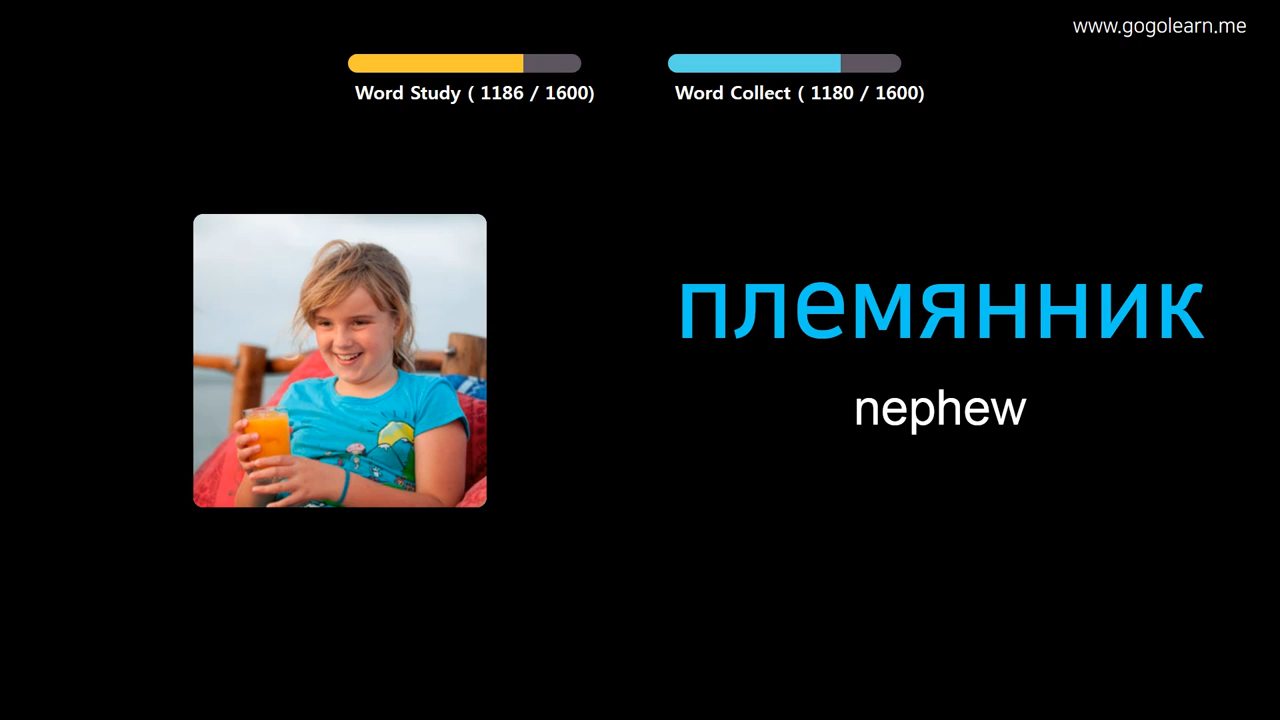 www.gogolearn.me
Word Study ( 1186 / 1600)
Word Collect ( 1180 / 1600)
племянник
nephew